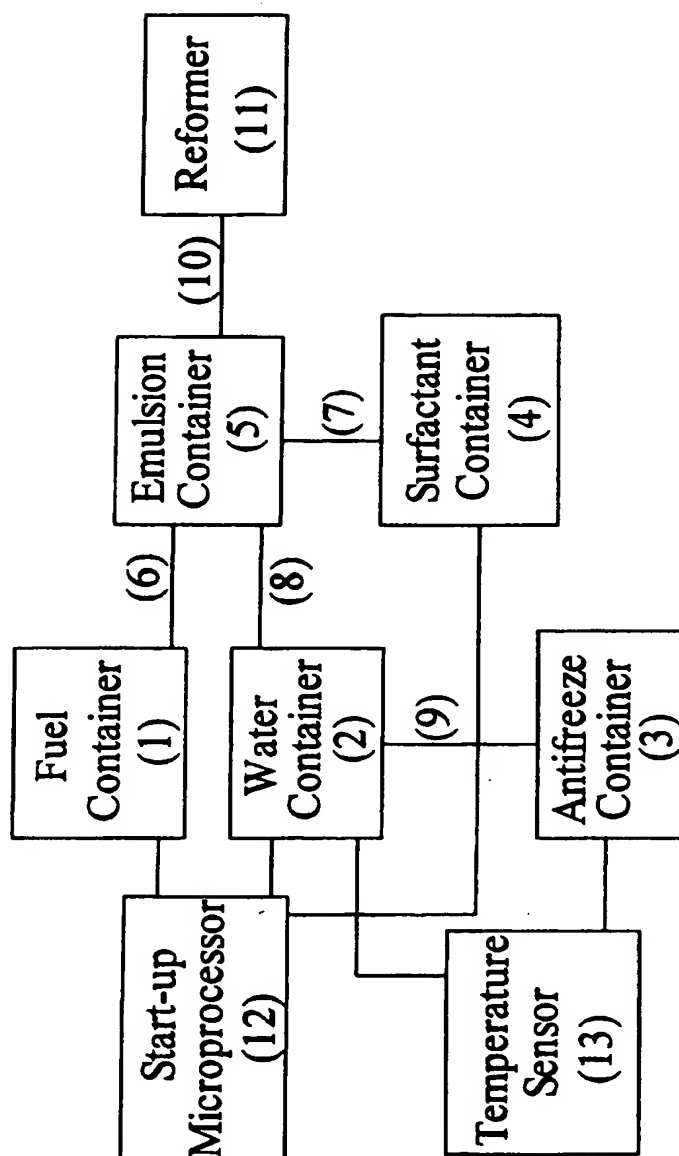 Start-up
Microprocessor
(12)
Fuel
Container
(1)
(6)
Emulsion
Container
(5)
(10)
Reformer
(11)
Water
Container
(2)
(8)
(7)
Surfactant
Container
(4)
(9)
Temperature
Sensor
(13)
Antifreeze
Container
(3)